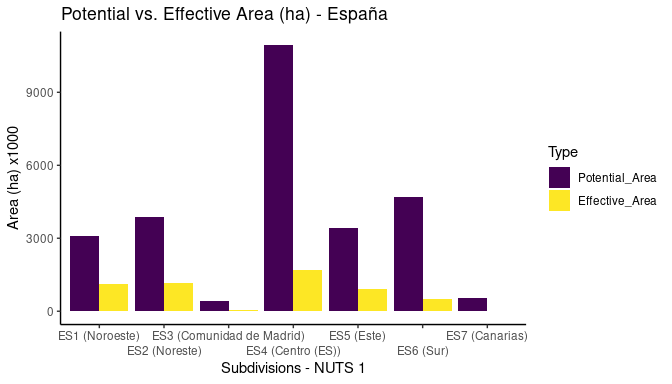 Potential vs. Effective Area (ha) - España
Area (ha) x1000
9000
6000
3000
0
ES1 (Noroeste)
ES3 (Comunidad de Madrid)
ES5 (Este)
ES7 (Canarias)
ES2 (Noreste)
ES4 (Centro (ES))
ES6 (Sur)
Subdivisions - NUTS 1
Type
Potential_Area
Effective_Area